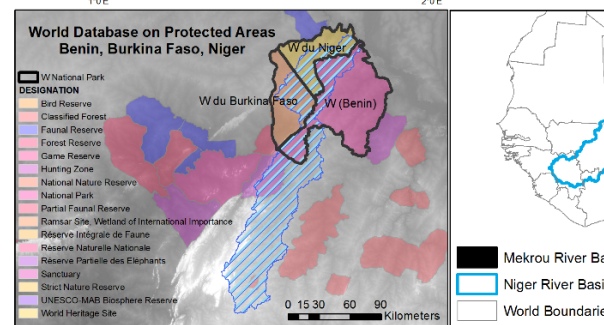 1°0'E
2°0'E
World Database on Protected Areas
Benin, Burkina Faso, Niger
W National Park
DESIGNATION
Bird Reserve
Classified Forest
Faunal Reserve
Forest Reserve
Game Reserve
Hunting Zone
National Nature Reserve
National Park
Partial Faunal Reserve
Ramsar Site, Wetland of International Importance
Réserve Intégrale de Faune
Réserve Naturelle Nationale
Réserve Partielle des Eléphants
Sanctuary
Strict Nature Reserve
UNESCO-MAB Biosphere Reserve
World Heritage Site
W du Niger
W du Burkina Faso
W (Benin)
0 15 30 60 90
Kilometers
Mekrou River Ba
Niger River Basi
World Boundarie